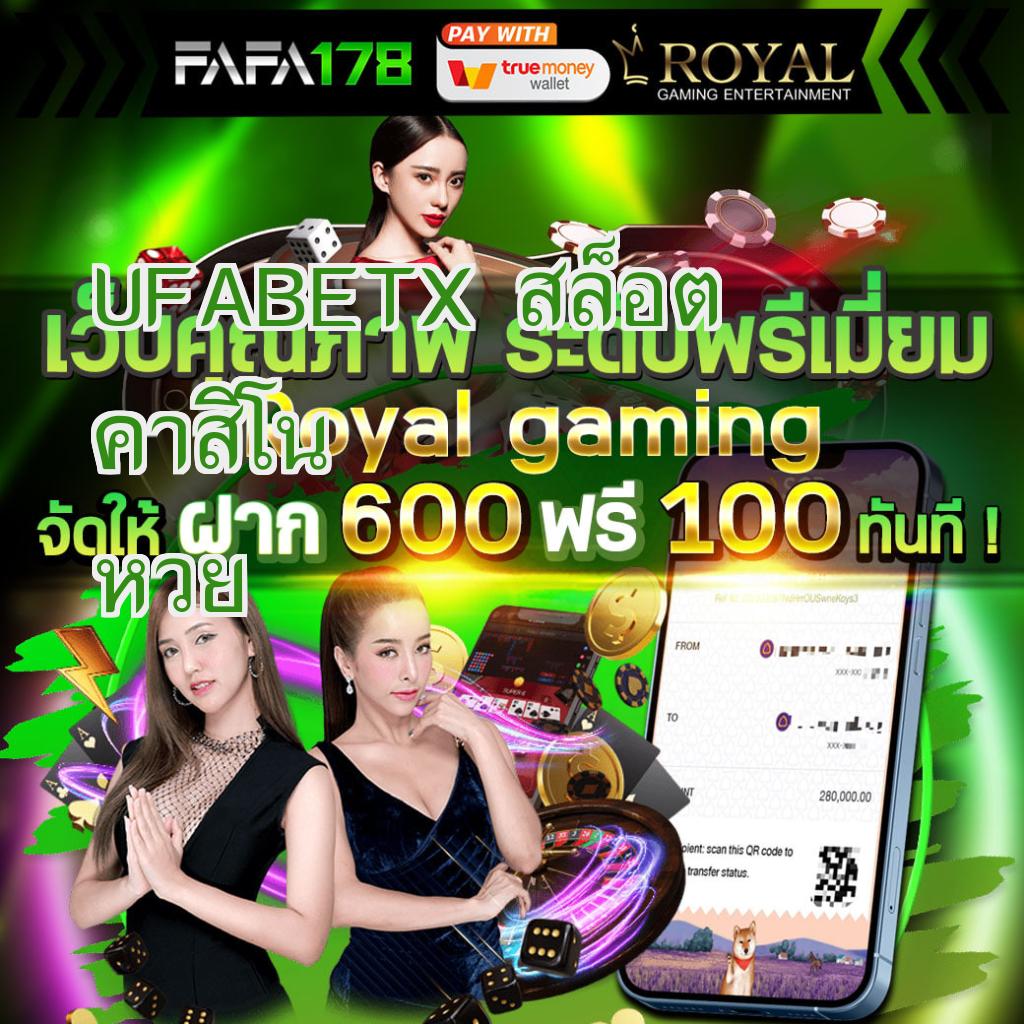 FAFA178
PAY WITH
truemoney
wallet
ROYAL
GAMING ENTERTAINMENT
UFABETX สล็อต
เว็บคุณภาพ ระดับพรีเมี่ยม
คาสิโน
Royal gaming
จัดให้ ฝาก 600 ฟรี 100 ทันที !
หวย
FROM
TO
280,000.00
scan this QR code to
transfer status.